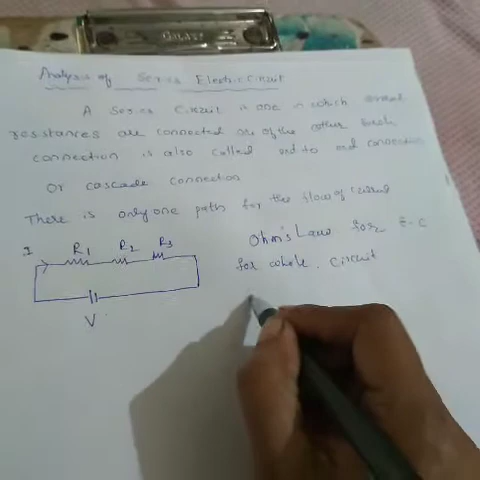 Analysis of Series Electric Circuit
A Series Circuit is one in which several
resistances are connected one of the other Such
connection is also called end to end connection
Or cascade connection
There is only one path for the flow of Current
I R1 R2 R3
V
Ohm's Law for E.C
for whole circuit